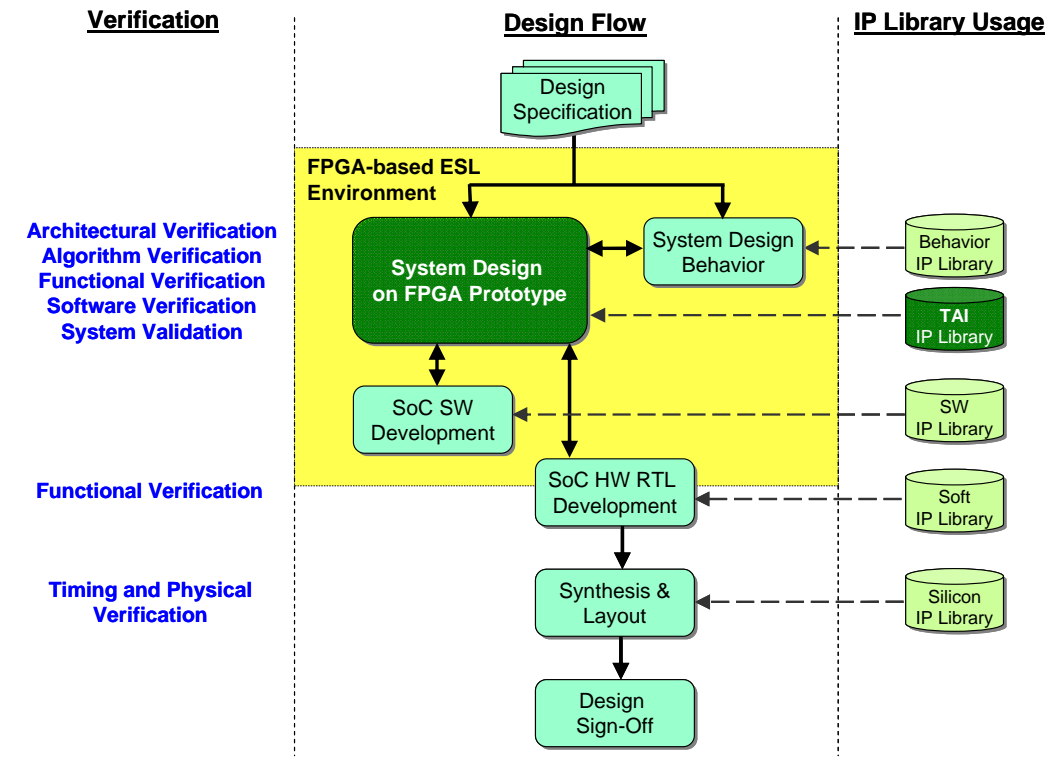 Verification
Design Flow
IP Library Usage
Design
Specification
FPGA-based ESL
Environment
Architectural Verification
Algorithm Verification
Functional Verification
Software Verification
System Validation
System Design
on FPGA Prototype
System Design
Behavior
Behavior
IP Library
TAI
IP Library
SoC SW
Development
SW
IP Library
Functional Verification
SoC HW RTL
Development
Soft
IP Library
Timing and Physical
Verification
Synthesis &
Layout
Silicon
IP Library
Design
Sign-Off